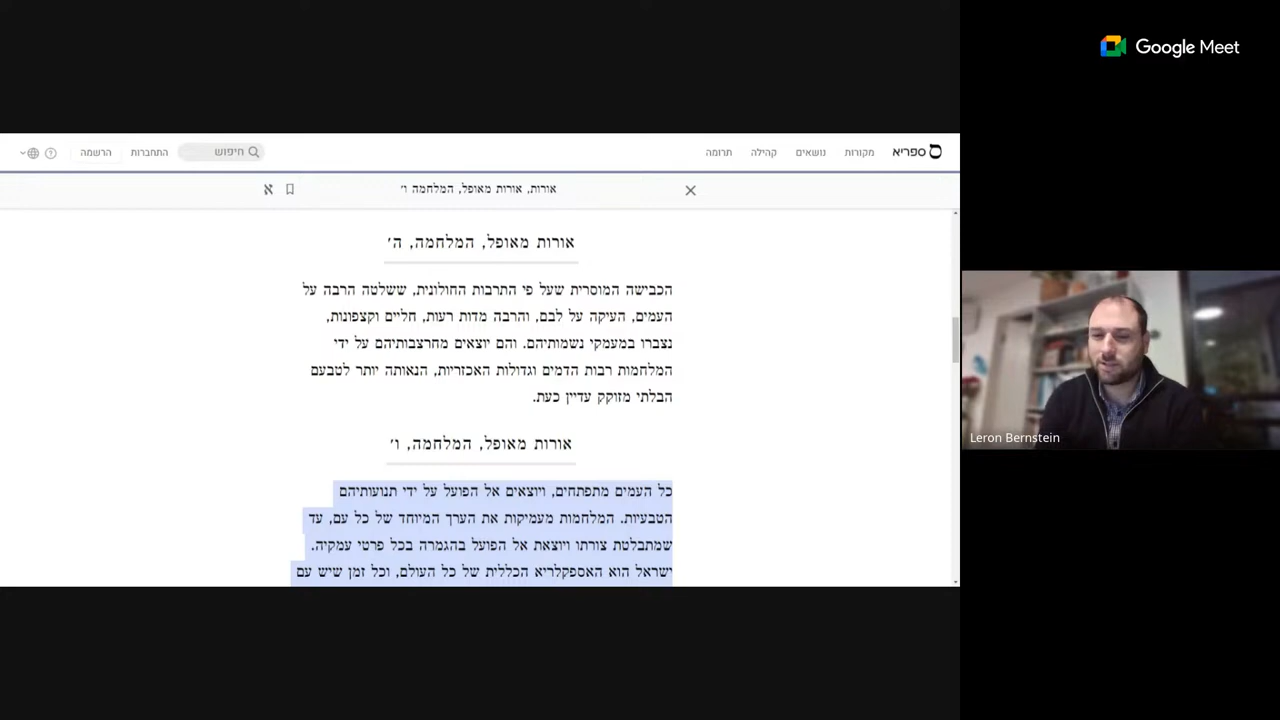 Google Meet
ספריא
מקורות
נושאים
קהילה
תרומה
חיפוש
התחברות
הרשמה
אורות, אורות מאופל, המלחמה ו׳
א
אורות מאופל, המלחמה, ה׳
הכבישה המוסרית שעל פי התרבות החולונית, ששלטה הרבה על
העמים, העיקה על לבם, והרבה מדות רעות, חליים וקצפונות,
נצברו במעמקי נשמותיהם. והם יוצאים מחרצבותיהם על ידי
המלחמות רבות הדמים וגדולות האכזריות, הנאותה יותר לטבעם
הבלתי מזוקק עדיין כעת.
אורות מאופל, המלחמה, ו׳
כל העמים מתפתחים, ויוצאים אל הפועל על ידי תנועותיהם
הטבעיות. המלחמות מעמיקות את הערך המיוחד של כל עם, עד
שמתבלטת צורתו ויוצאת אל הפועל בהגמרה בכל פרטי עמקיה.
ישראל הוא האספקלריא הכללית של כל העולם, וכל זמן שיש עם
Leron Bernstein